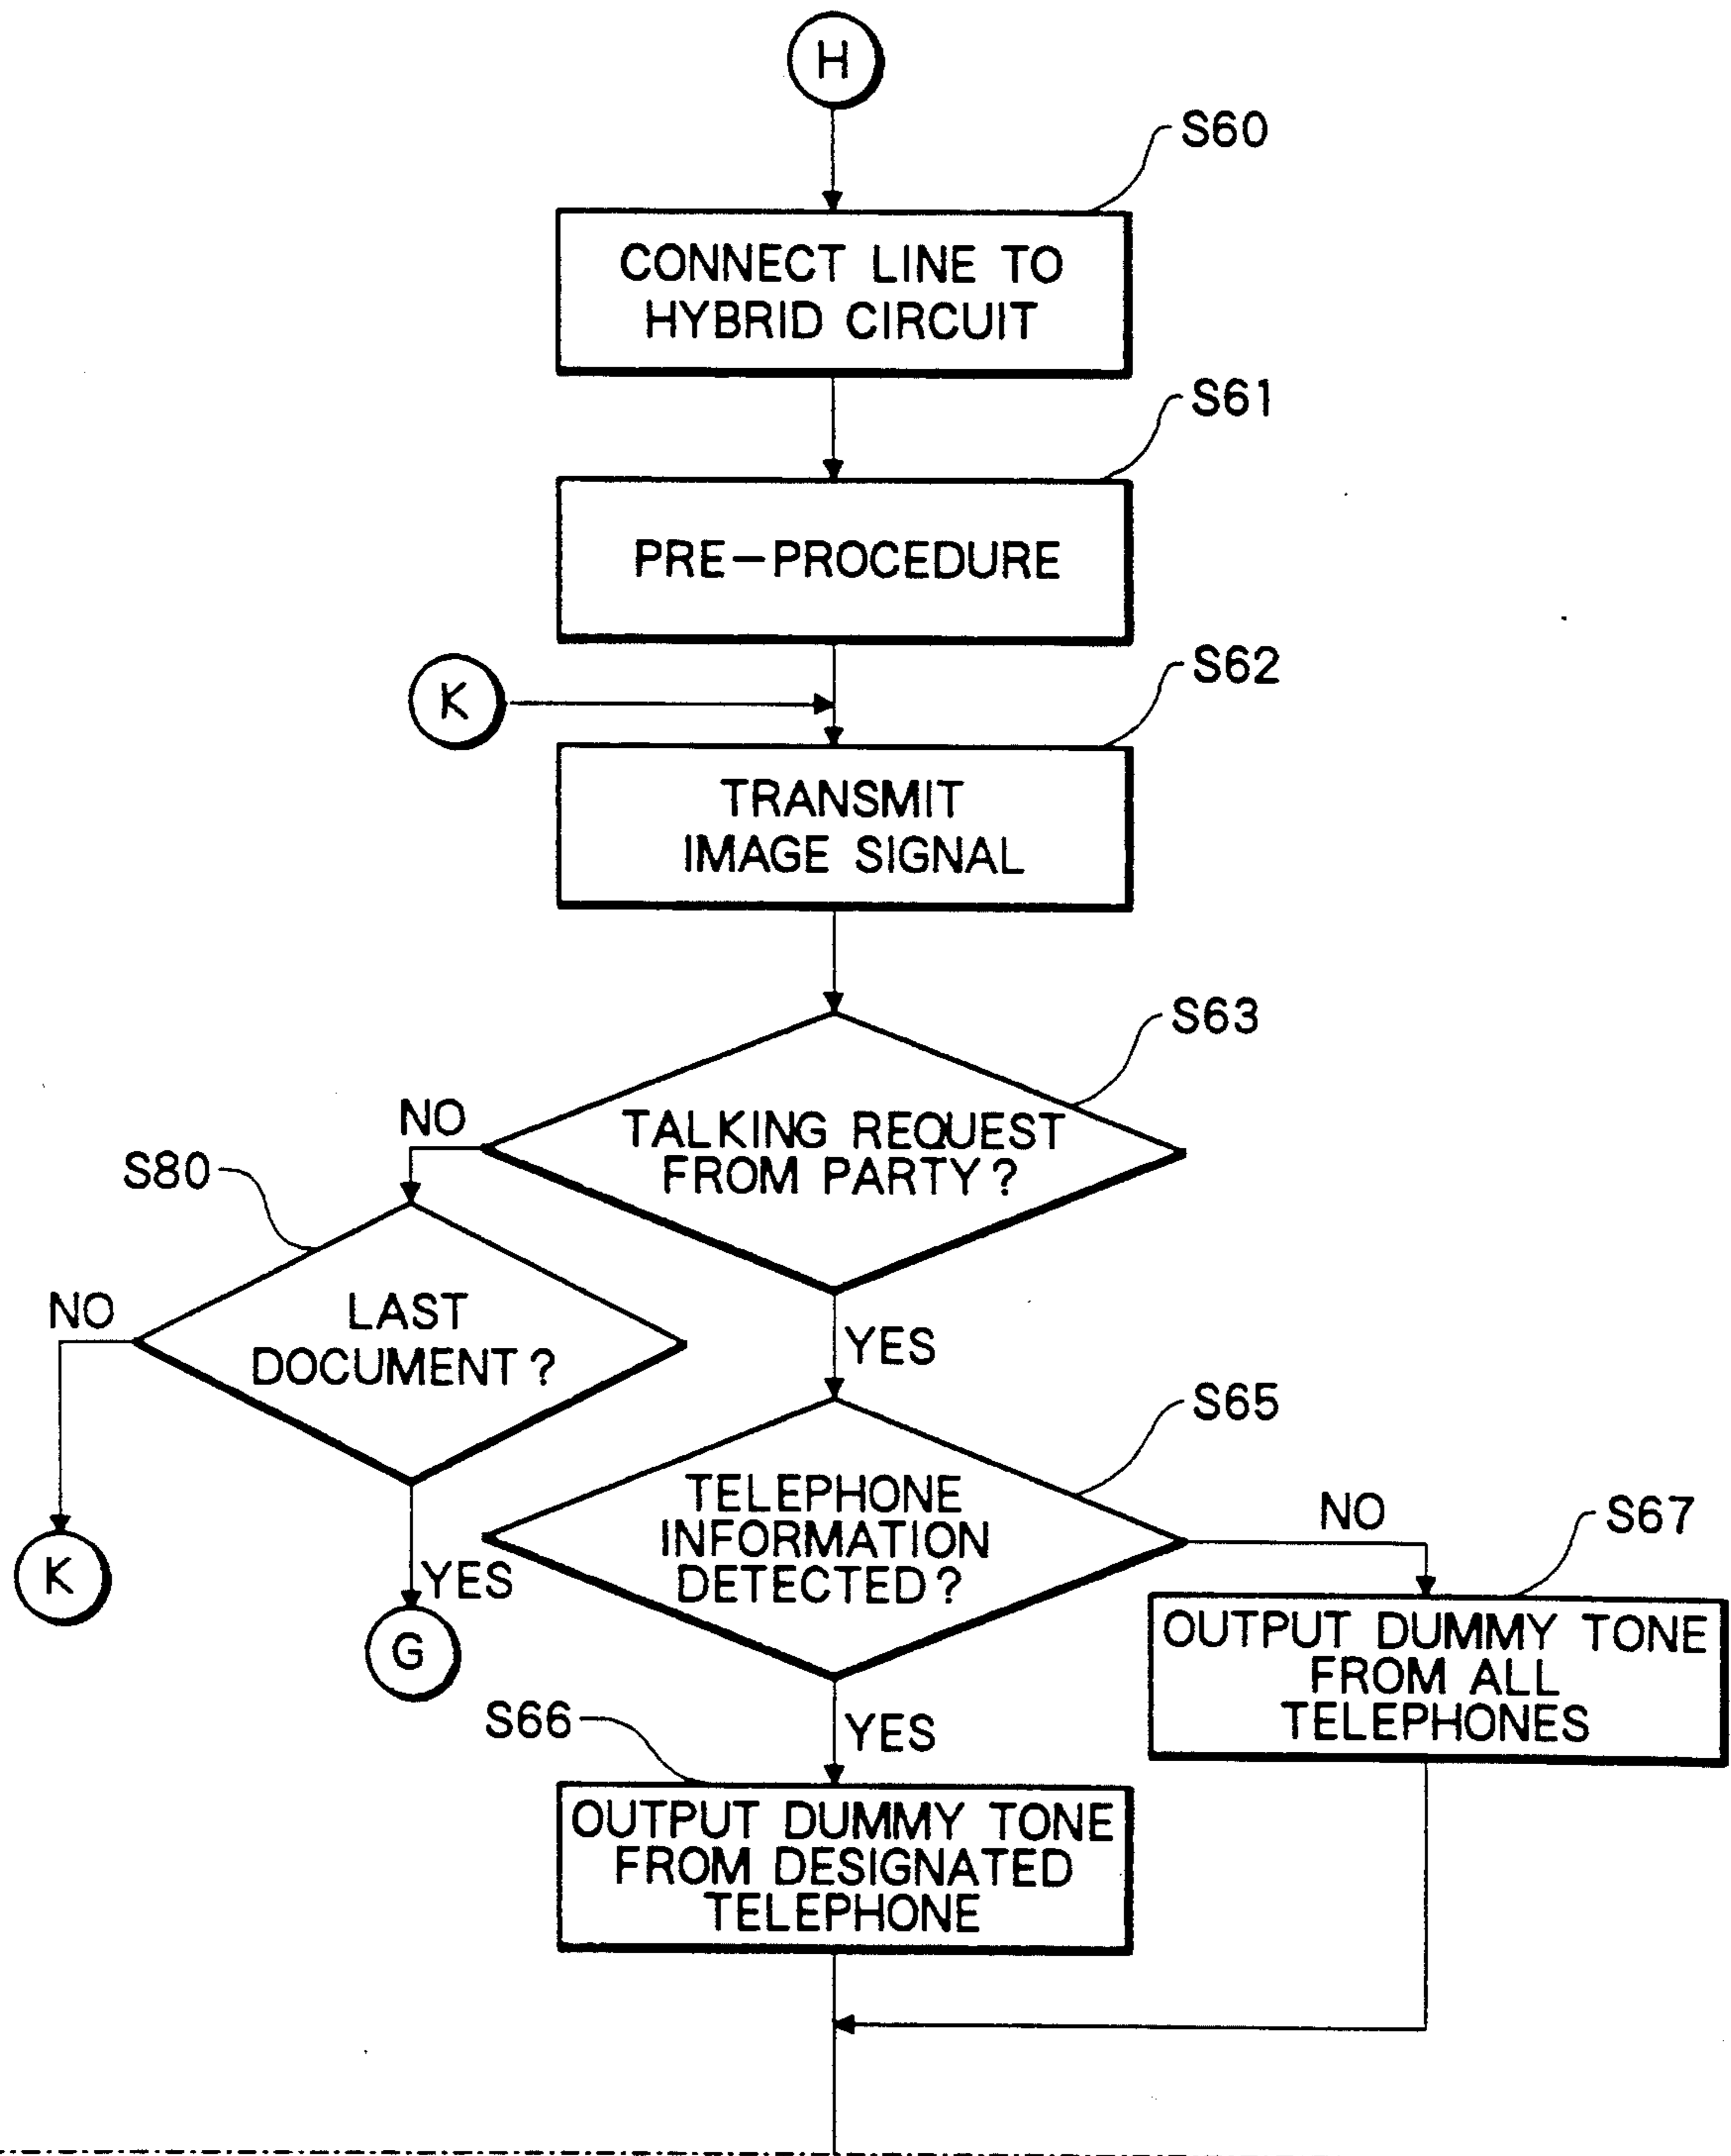 H
S60
CONNECT LINE TO
HYBRID CIRCUIT
S61
PRE-PROCEDURE
K
S62
TRANSMIT
IMAGE SIGNAL
S63
TALKING REQUEST
FROM PARTY?
NO
S80
LAST
DOCUMENT?
NO
K
YES
G
YES
S65
TELEPHONE
INFORMATION
DETECTED?
NO
S67
OUTPUT DUMMY TONE
FROM ALL
TELEPHONES
YES
S66
OUTPUT DUMMY TONE
FROM DESIGNATED
TELEPHONE